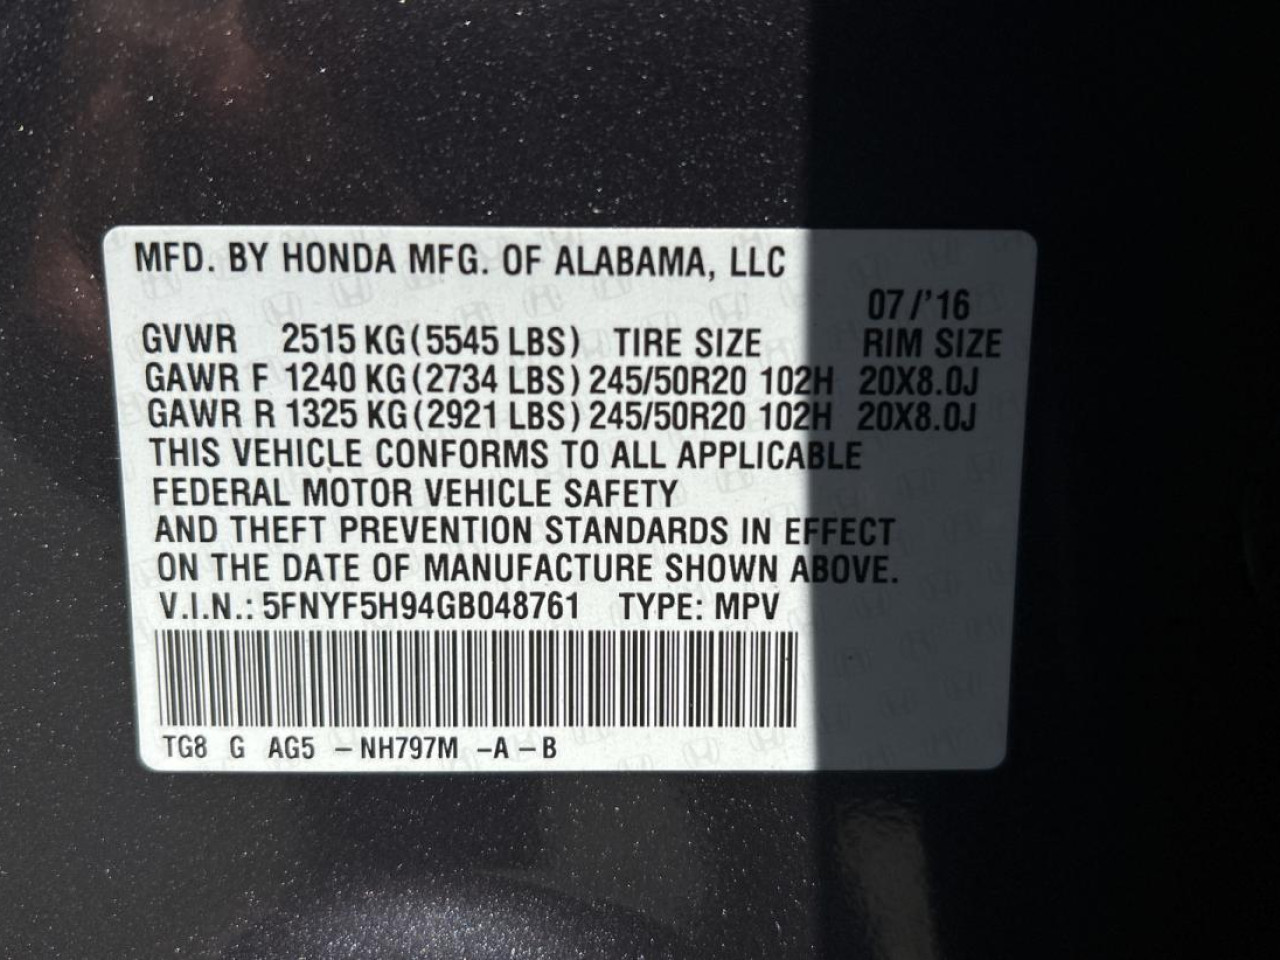 MFD. BY HONDA MFG. OF ALABAMA, LLC
07/'16
GVWR 2515 KG (5545 LBS) TIRE SIZE RIM SIZE
GAWR F 1240 KG (2734 LBS) 245/50R20 102H 20X8.0J
GAWR R 1325 KG (2921 LBS) 245/50R20 102H 20X8.0J
THIS VEHICLE CONFORMS TO ALL APPLICABLE
FEDERAL MOTOR VEHICLE SAFETY
AND THEFT PREVENTION STANDARDS IN EFFECT
ON THE DATE OF MANUFACTURE SHOWN ABOVE.
V.I.N.: 5FNYF5H94GB048761 TYPE: MPV
TG8 G AG5 -NH797M -A -B